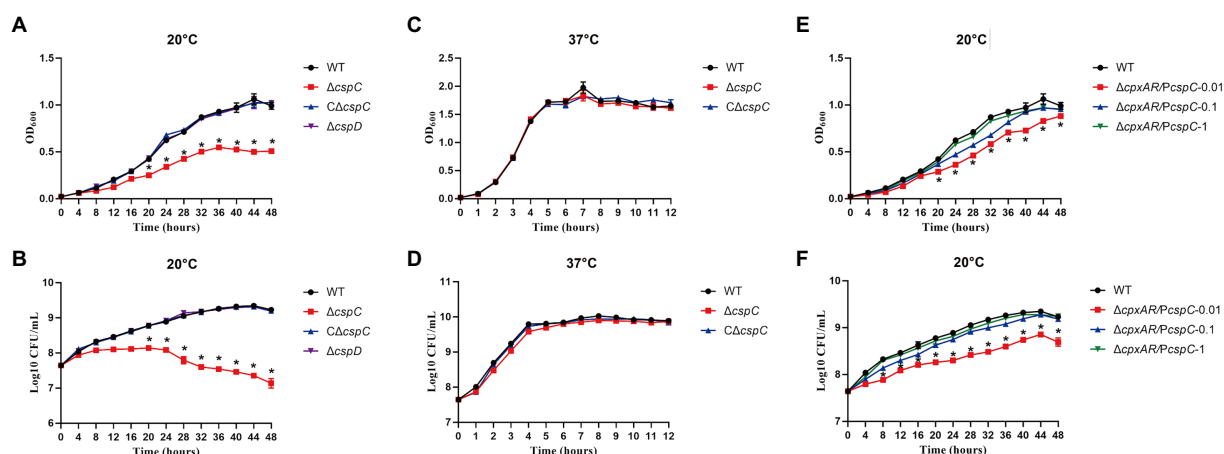 A
20°C
OD600
1.5
1.0
0.5
0.0
0 4 8 12 16 20 24 28 32 36 40 44 48
Time (hours)
* * * * * * * *
WT
ΔcspC
CΔcspC
ΔcspD
C
37°C
OD600
2.5
2.0
1.5
1.0
0.5
0.0
0 1 2 3 4 5 6 7 8 9 10 11 12
Time (hours)
WT
ΔcspC
CΔcspC
E
20°C
OD600
1.5
1.0
0.5
0.0
0 4 8 12 16 20 24 28 32 36 40 44 48
Time (hours)
* * * * * * * *
WT
ΔcpxAR/PcspC-0.01
ΔcpxAR/PcspC-0.1
ΔcpxAR/PcspC-1
B
20°C
Log10 CFU/mL
10
9
8
7
6
0 4 8 12 16 20 24 28 32 36 40 44 48
Time (hours)
* * * * * * * *
WT
ΔcspC
CΔcspC
ΔcspD
D
37°C
Log10 CFU/mL
11
10
9
8
7
0 1 2 3 4 5 6 7 8 9 10 11 12
Time (hours)
WT
ΔcspC
CΔcspC
F
20°C
Log10 CFU/mL
10
9
8
7
0 4 8 12 16 20 24 28 32 36 40 44 48
Time (hours)
* * * * * * * * * * *
WT
ΔcpxAR/PcspC-0.01
ΔcpxAR/PcspC-0.1
ΔcpxAR/PcspC-1